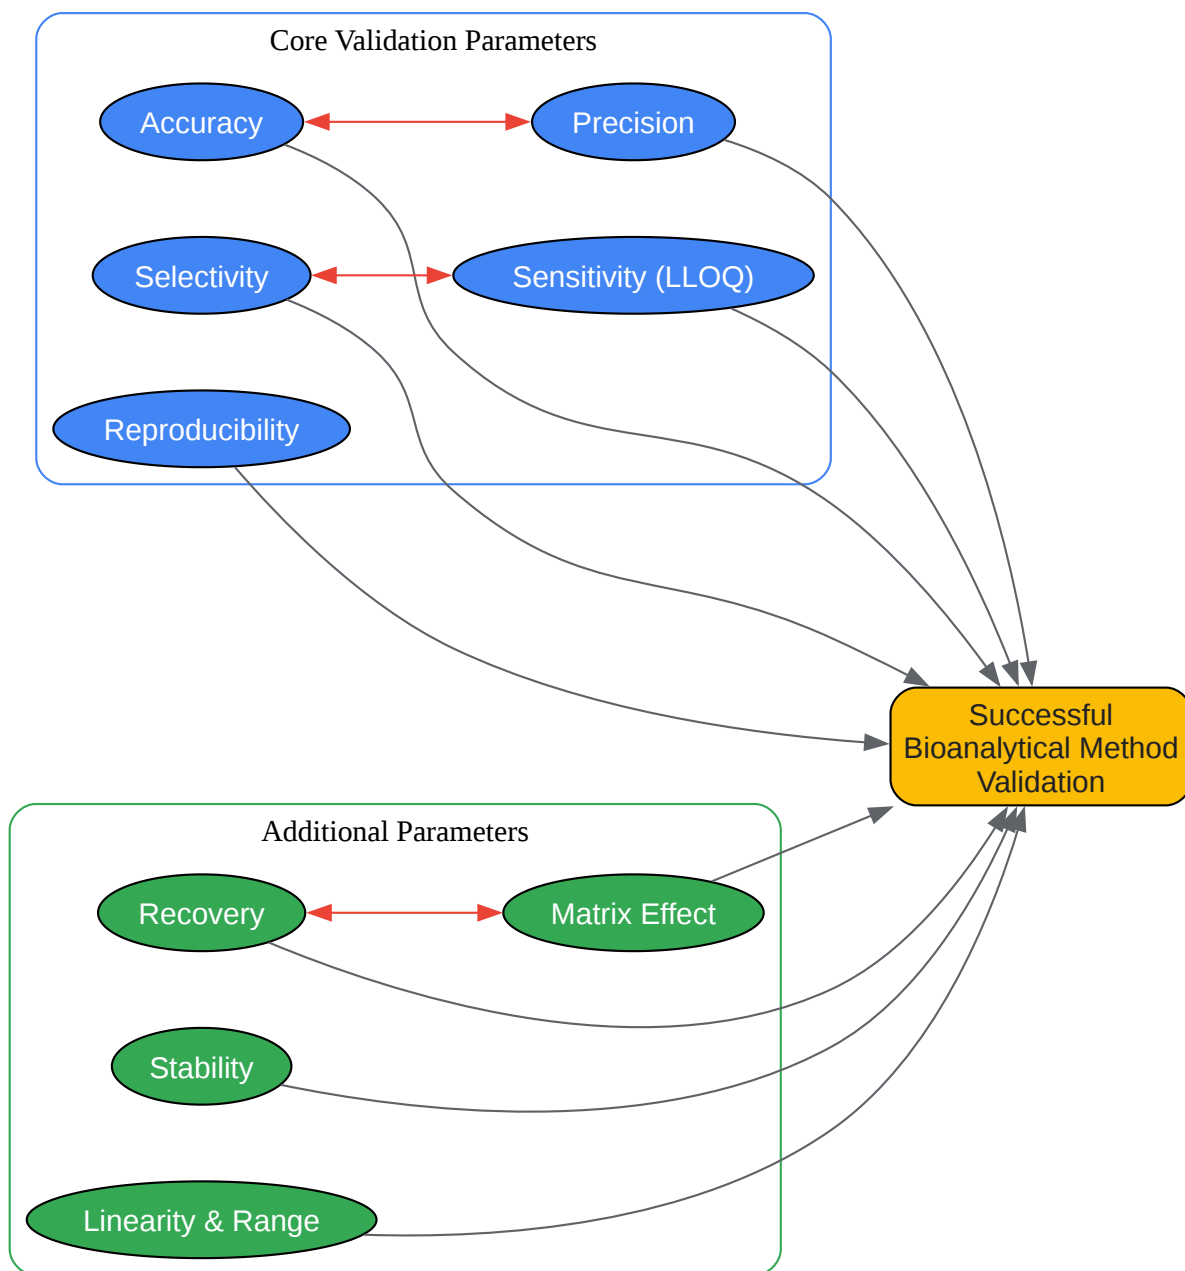 Core Validation Parameters
Accuracy
Precision
Selectivity
Sensitivity (LLOQ)
Reproducibility
Successful
Bioanalytical Method
Validation
Additional Parameters
Recovery
Matrix Effect
Stability
Linearity & Range